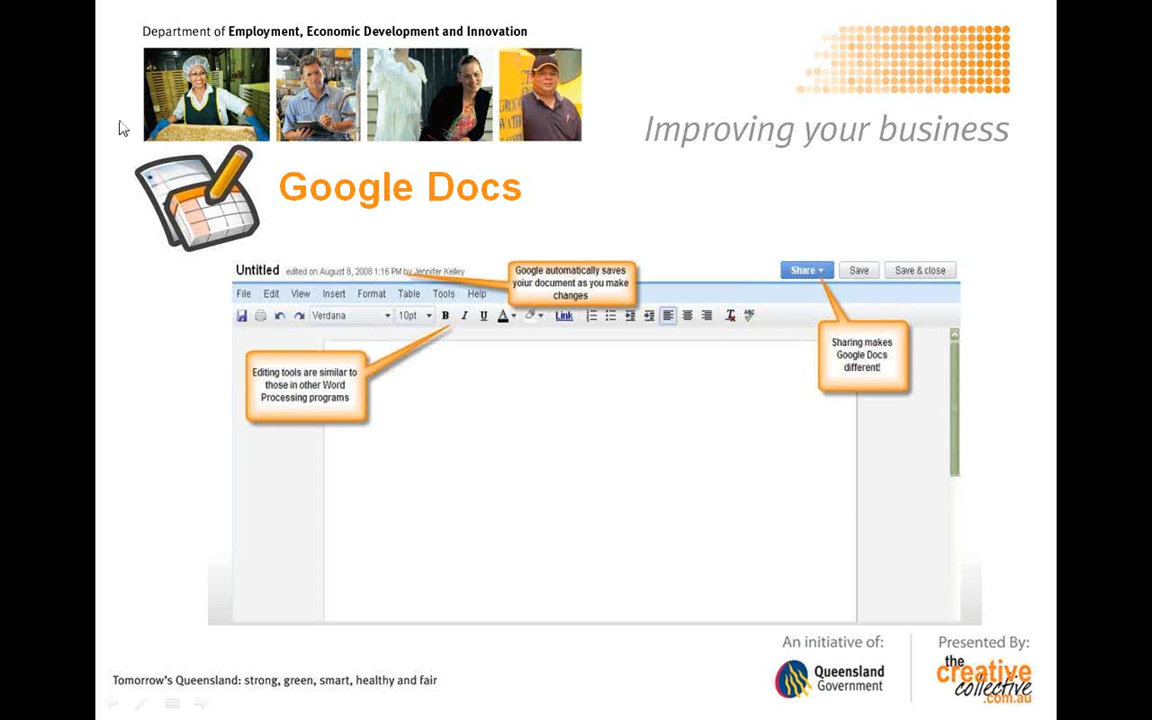 Department of Employment, Economic Development and Innovation
Improving your business
Google Docs
Untitled edited on August 8, 2008 1:16 PM by Jennifer Kelley
Google automatically saves
yoiur document as you make
changes
Share Save Save & close
File Edit View Insert Format Table Tools Help
Verdana 10pt B I U A Link
Editing tools are similar to
those in other Word
Processing programs
Sharing makes
Google Docs
different!
An initiative of:
Queensland
Government
Presented By:
the
creative
collective
.com.au
Tomorrow's Queensland: strong, green, smart, healthy and fair